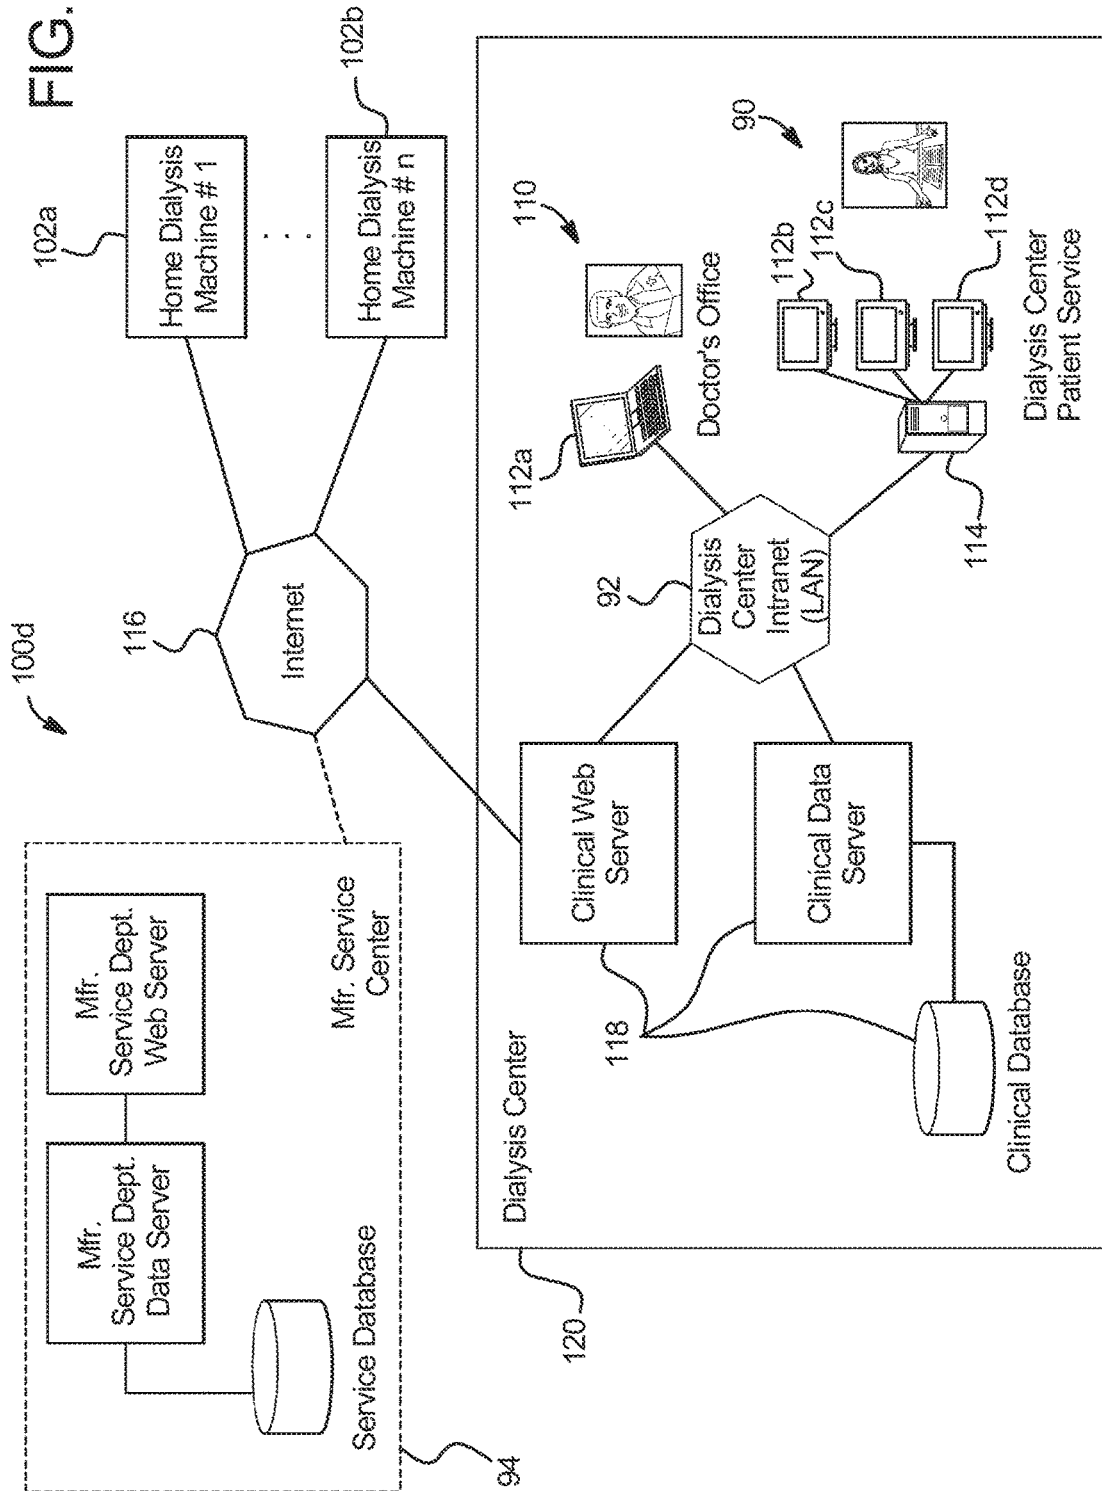 FIG.
100d
116
102a
Home Dialysis
Machine # 1
. . .
Home Dialysis
Machine # n
102b
Internet
Mfr.
Service Dept.
Web Server
Mfr.
Service Dept.
Data Server
Service Database
Mfr. Service
Center
94
Dialysis Center
120
Clinical Web
Server
Clinical Data
Server
118
Clinical Database
92
Dialysis
Center
Intranet
(LAN)
112a
110
Doctor's Office
114
112b
112c
112d
90
Dialysis Center
Patient Service